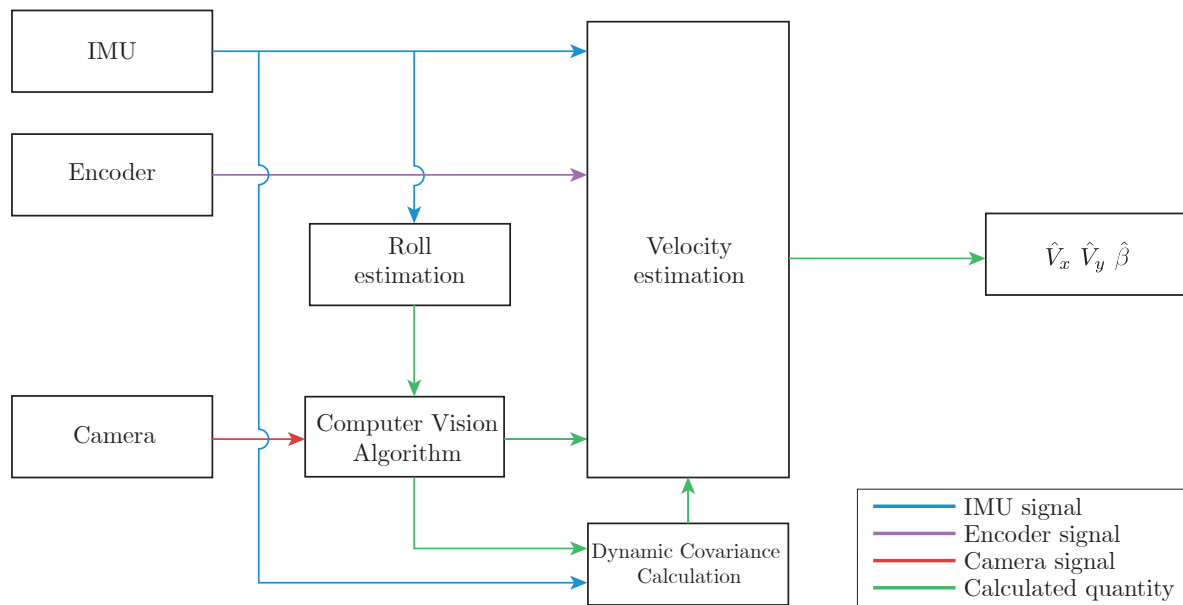 IMU
Encoder
Roll
estimation
Velocity
estimation
V̂ₓ V̂ᵧ β̂
Camera
Computer Vision
Algorithm
Dynamic Covariance
Calculation
IMU signal
Encoder signal
Camera signal
Calculated quantity